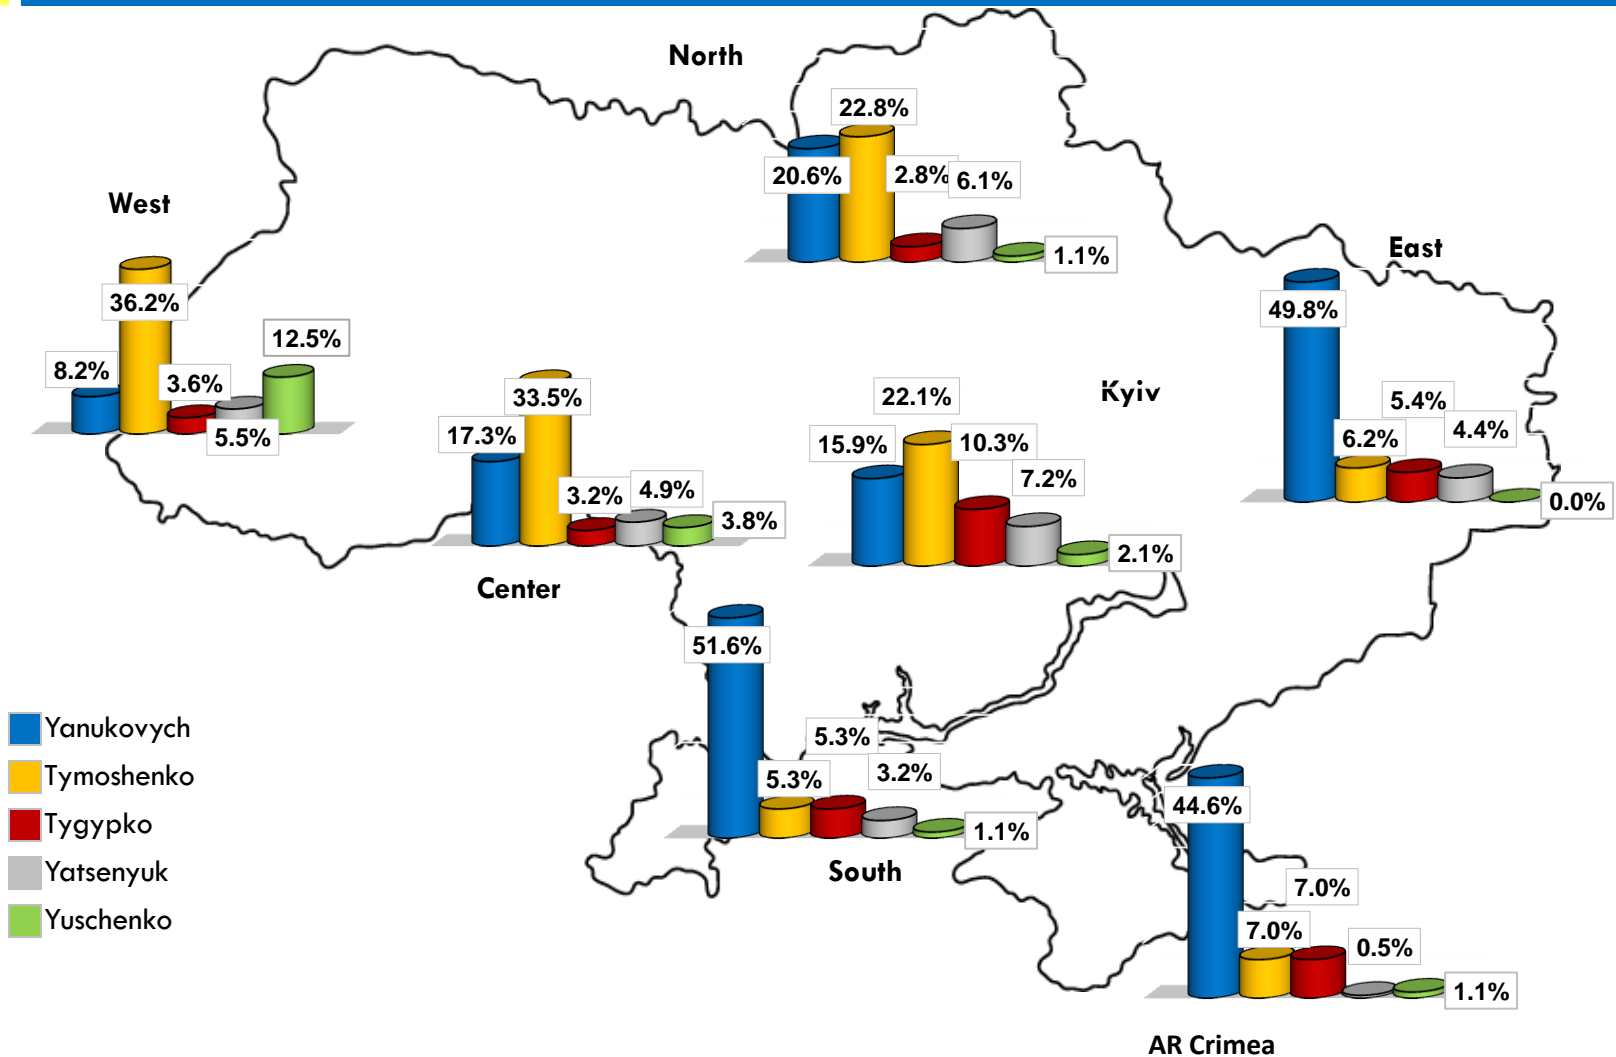 North
22.8%
20.6%
2.8%
6.1%
1.1%
West
36.2%
8.2%
3.6%
5.5%
12.5%
East
49.8%
6.2%
5.4%
4.4%
0.0%
33.5%
17.3%
3.2%
4.9%
3.8%
Center
Kyiv
22.1%
15.9%
10.3%
7.2%
2.1%
51.6%
5.3%
5.3%
3.2%
1.1%
South
44.6%
7.0%
7.0%
0.5%
1.1%
AR Crimea
Yanukovych
Tymoshenko
Tygypko
Yatsenyuk
Yuschenko